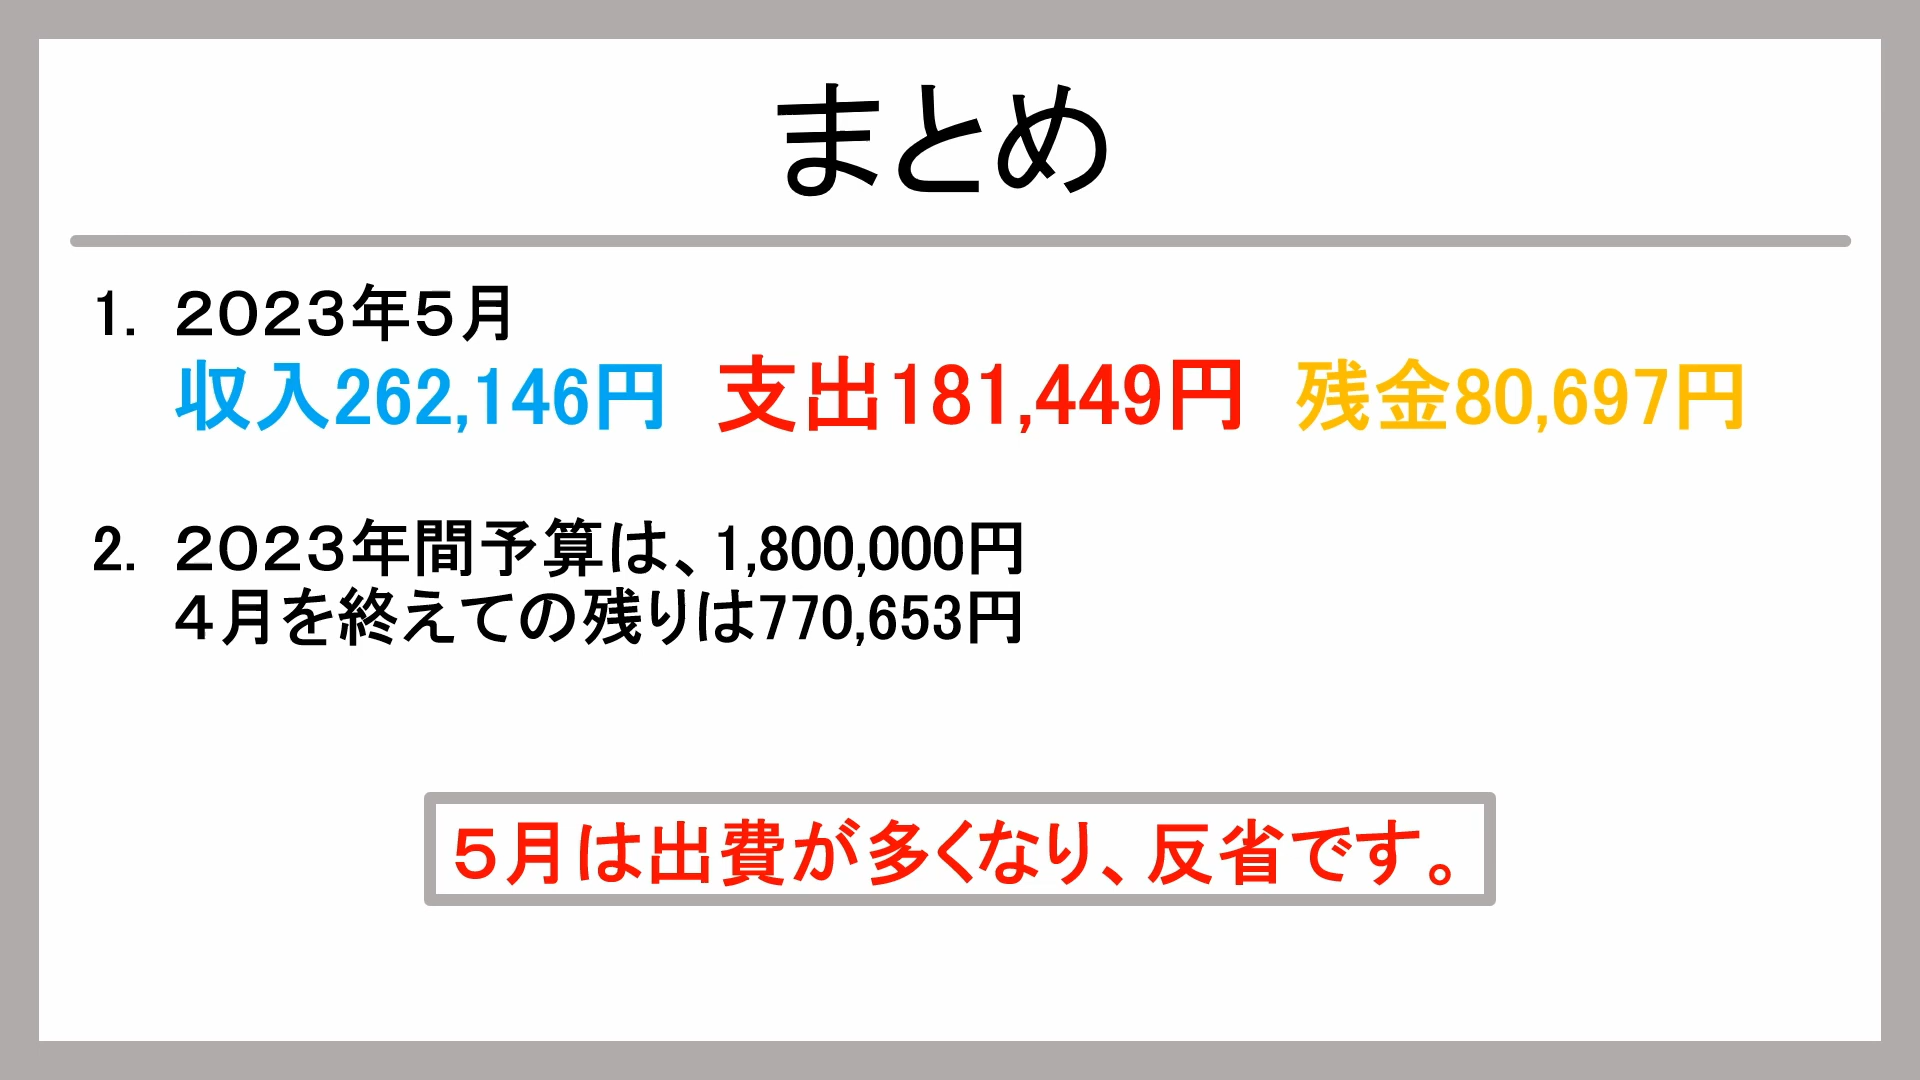 まとめ
1. ２０２３年５月
収入262,146円 支出181,449円 残金80,697円
2. ２０２３年間予算は、1,800,000円
４月を終えての残りは770,653円
５月は出費が多くなり、反省です。